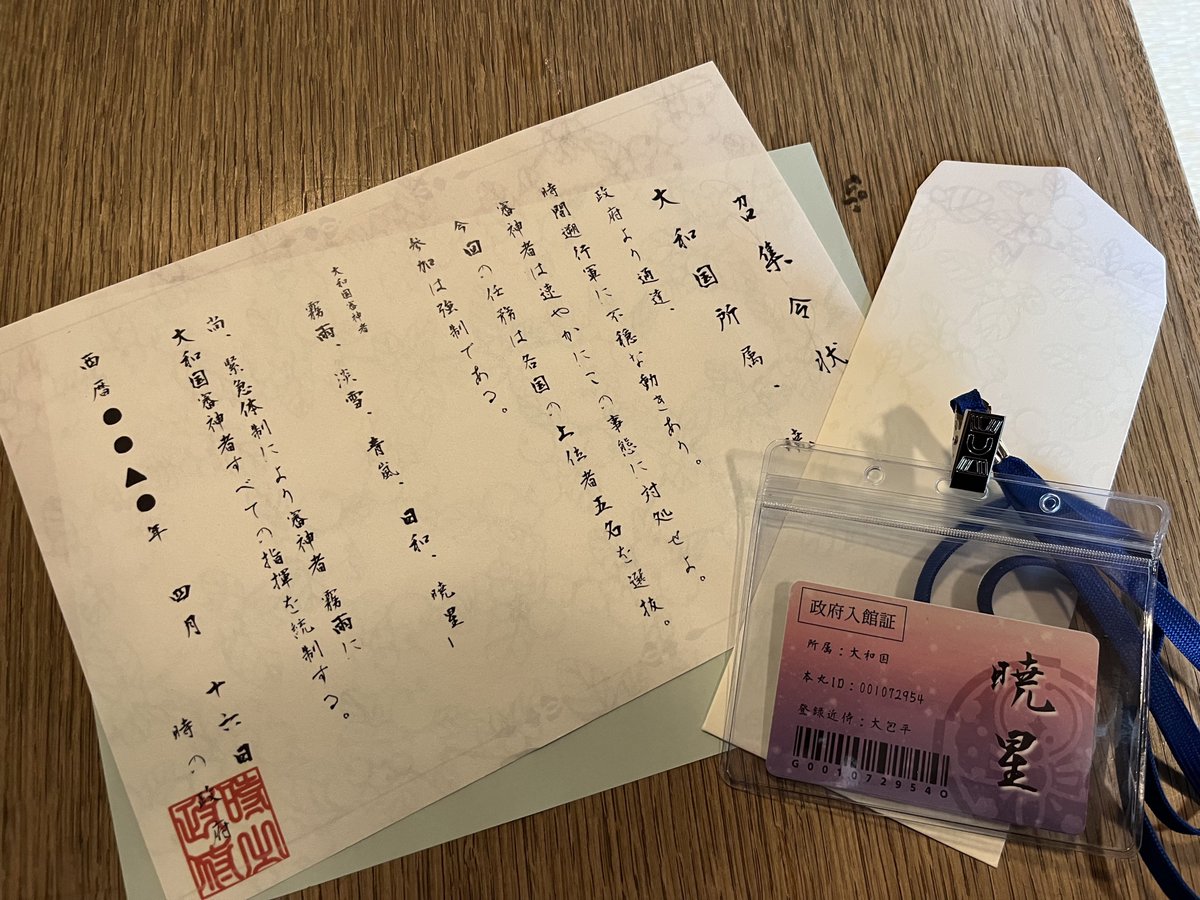 召集令状
大和国所属、
政府より通達、
時間遡行軍に不穏な動きあり。
審神者は速やかにこの事態に対処せよ。
今回の任務は各国の上位者五名を選抜。
参加は強制である。
大和国審神者
霧雨、淡雪、青嵐、日和、暁星ー
尚、緊急体制により審神者 霧雨に
大和国審神者すべての指揮を統制する。
西暦●●▲●年 四月 十六日
時の政府
時之政府
政府入館証
所属:大和国
本丸ID:001072954
登録近侍:大包平
G0010729540
暁星